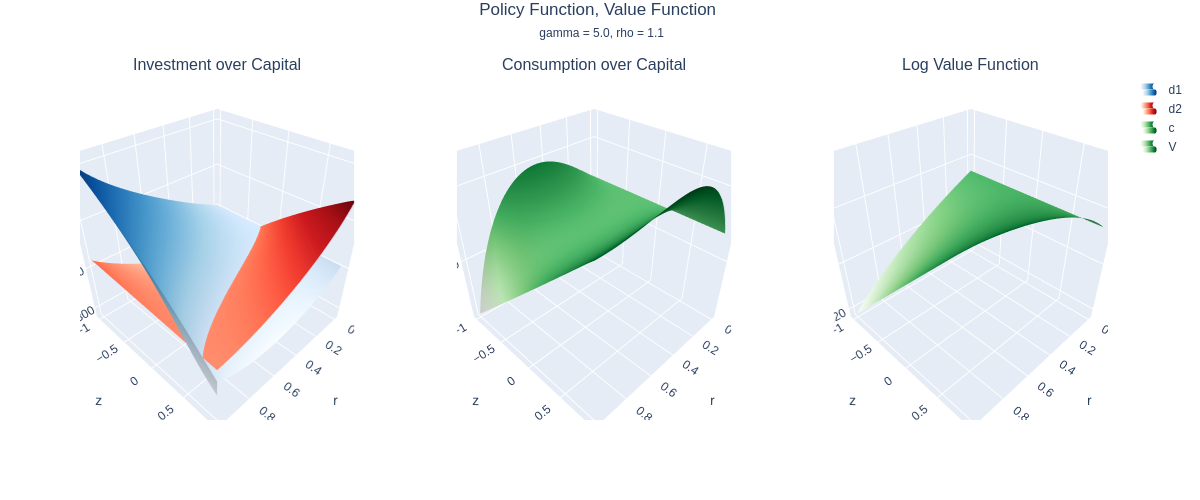 Policy Function, Value Function
gamma = 5.0, rho = 1.1
Investment over Capital
Consumption over Capital
Log Value Function
d1
d2
c
V
−1
−0.5
0
0.5
z
0
0.2
0.4
0.6
0.8
r
−1
−0.5
0
0.5
z
0
0.2
0.4
0.6
0.8
r
20
−1
−0.5
0
0.5
z
0
0.2
0.4
0.6
0.8
r